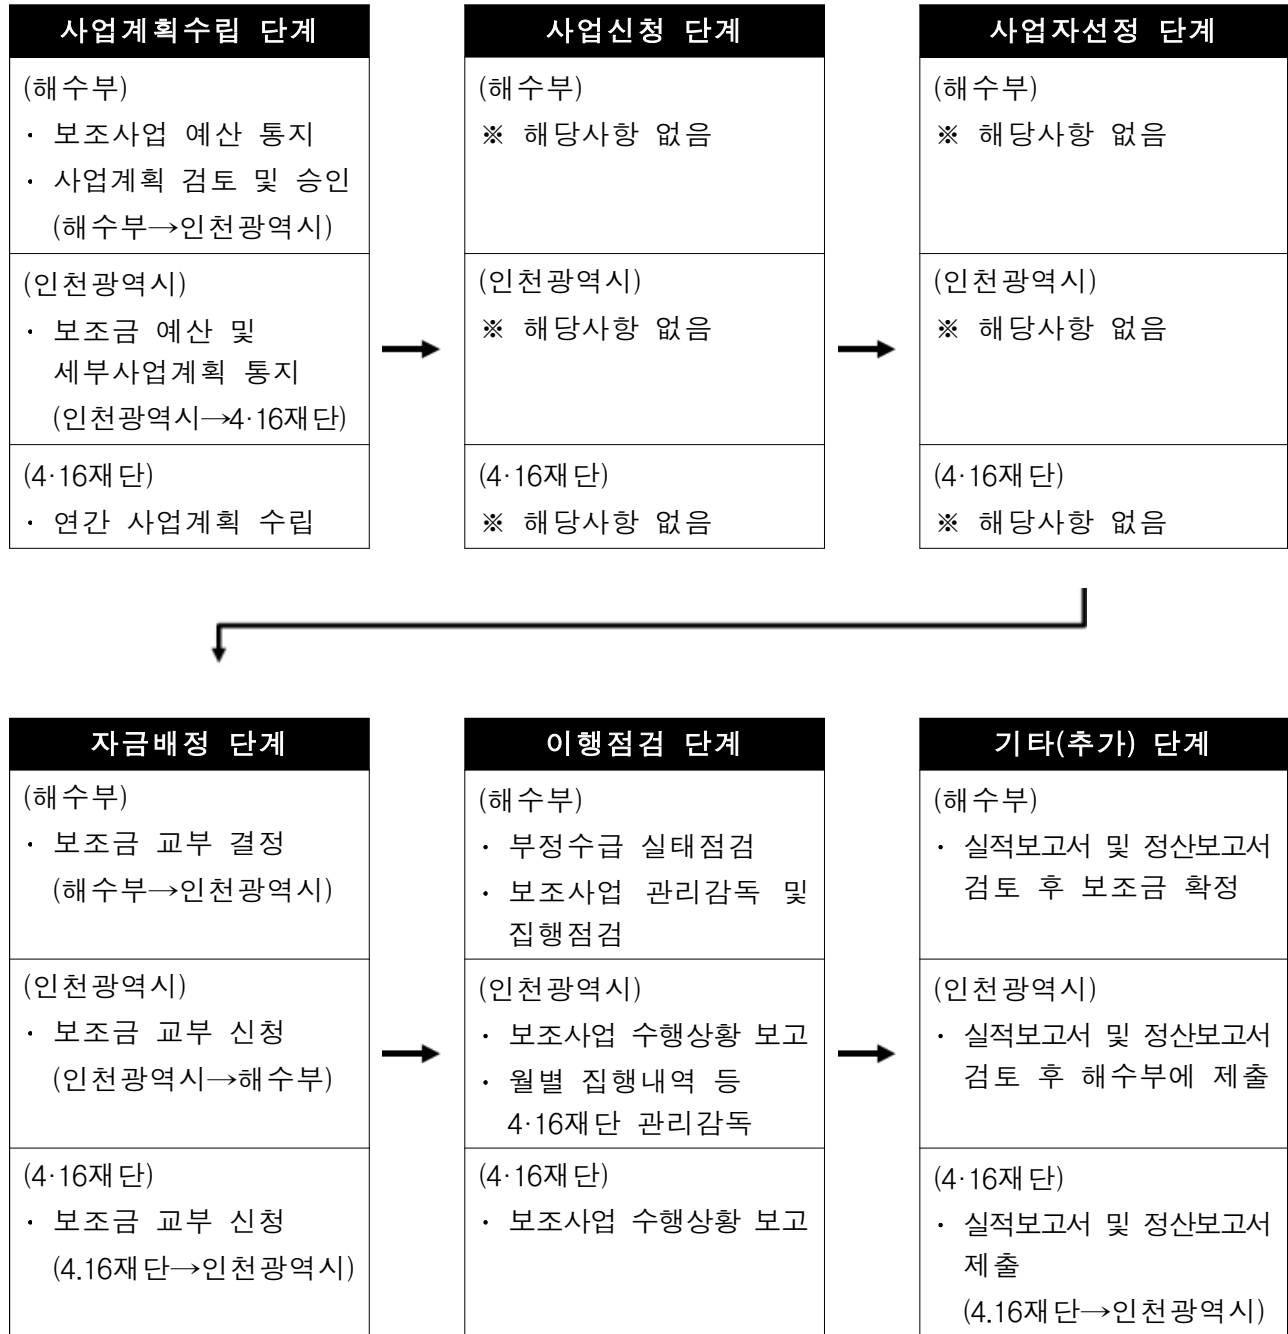 사업계획수립 단계
(해수부)
· 보조사업 예산 통지
· 사업계획 검토 및 승인
(해수부→인천광역시)
(인천광역시)
· 보조금 예산 및
세부사업계획 통지
(인천광역시→4·16재단)
(4·16재단)
· 연간 사업계획 수립
사업신청 단계
(해수부)
※ 해당사항 없음
(인천광역시)
※ 해당사항 없음
(4·16재단)
※ 해당사항 없음
사업자선정 단계
(해수부)
※ 해당사항 없음
(인천광역시)
※ 해당사항 없음
(4·16재단)
※ 해당사항 없음
자금배정 단계
(해수부)
· 보조금 교부 결정
(해수부→인천광역시)
(인천광역시)
· 보조금 교부 신청
(인천광역시→해수부)
(4·16재단)
· 보조금 교부 신청
(4.16재단→인천광역시)
이행점검 단계
(해수부)
· 부정수급 실태점검
· 보조사업 관리감독 및
집행점검
(인천광역시)
· 보조사업 수행상황 보고
· 월별 집행내역 등
4·16재단 관리감독
(4·16재단)
· 보조사업 수행상황 보고
기타(추가) 단계
(해수부)
· 실적보고서 및 정산보고서
검토 후 보조금 확정
(인천광역시)
· 실적보고서 및 정산보고서
검토 후 해수부에 제출
(4·16재단)
· 실적보고서 및 정산보고서
제출
(4.16재단→인천광역시)